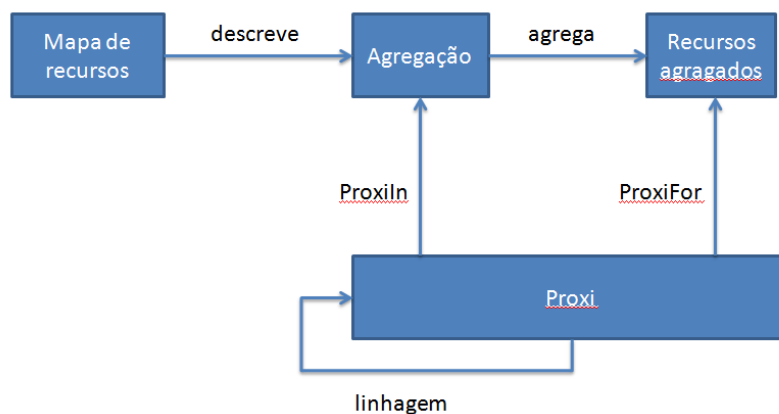 Mapa de
recursos
descreve
Agregação
agrega
Recursos
agragados
ProxiIn
ProxiFor
Proxi
linhagem